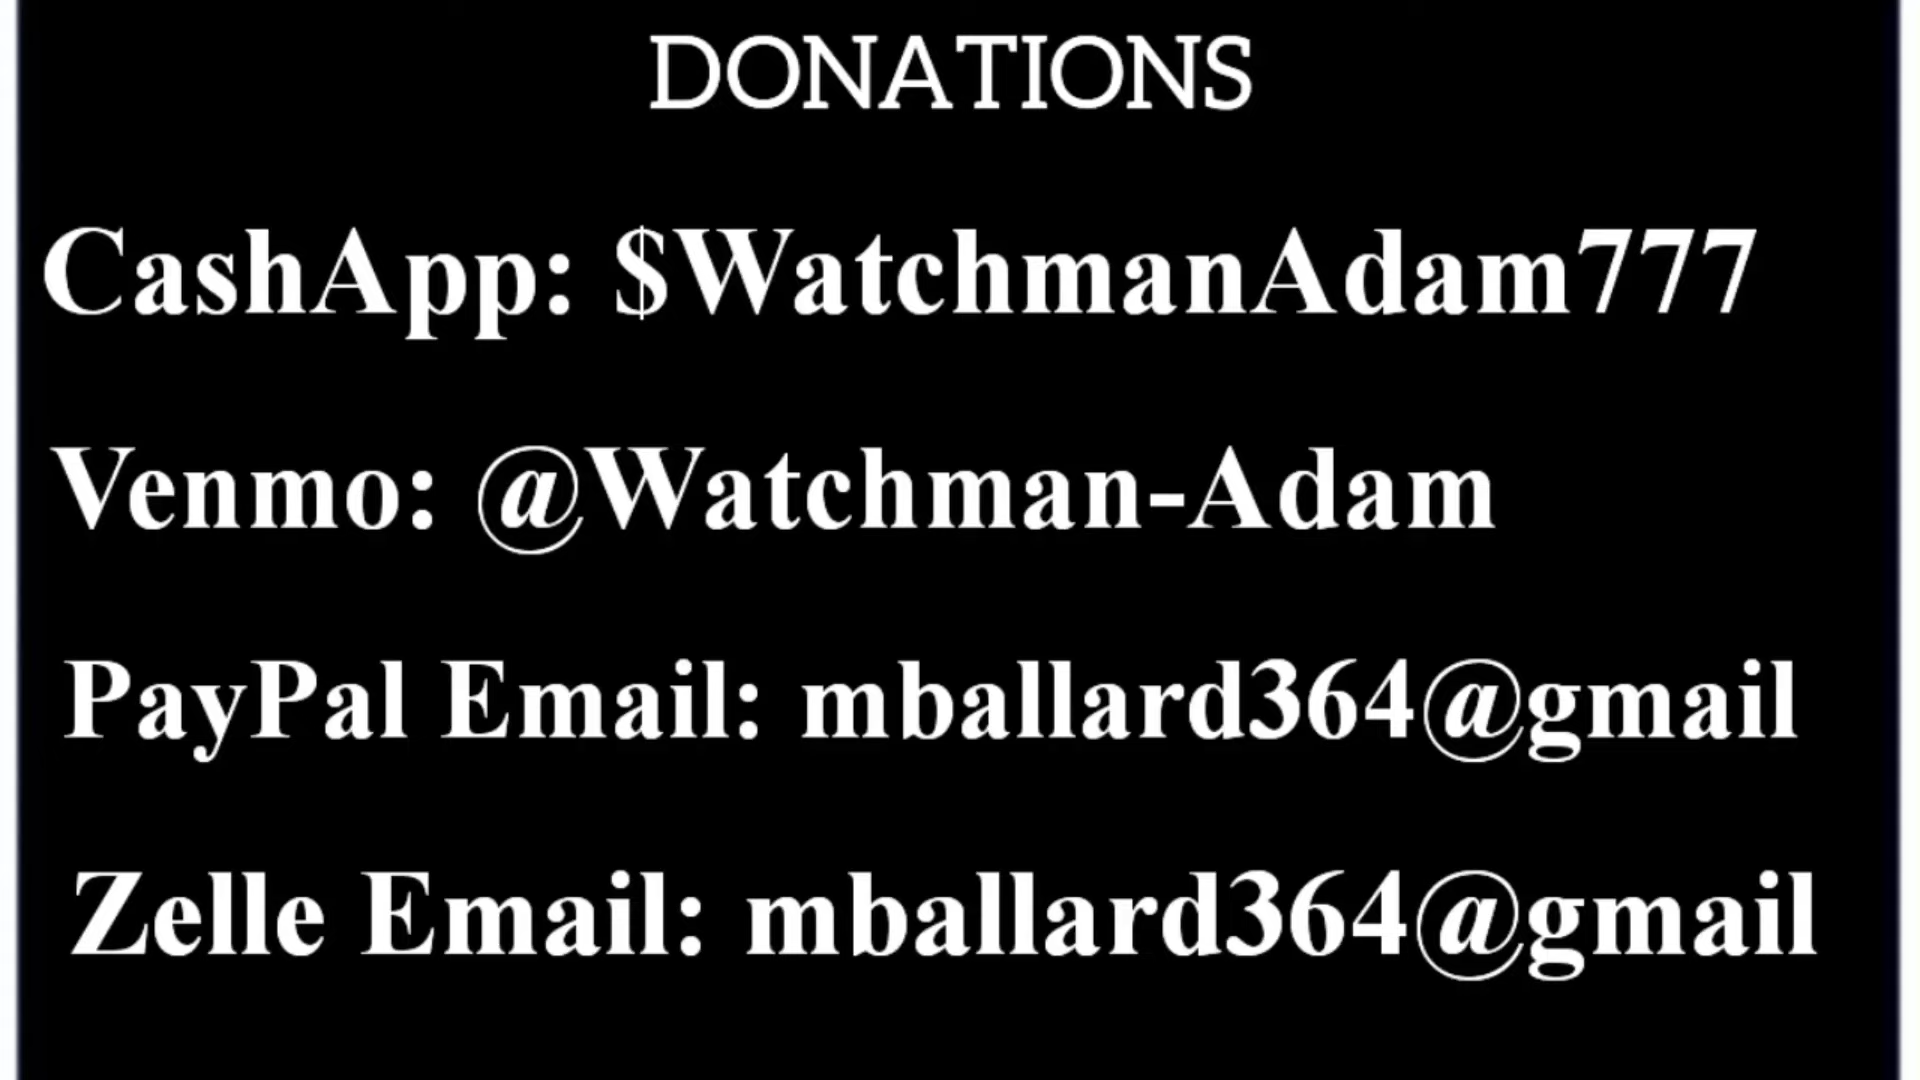 DONATIONS
CashApp: $WatchmanAdam777
Venmo: @Watchman-Adam
PayPal Email: mballard364@gmail
Zelle Email: mballard364@gmail